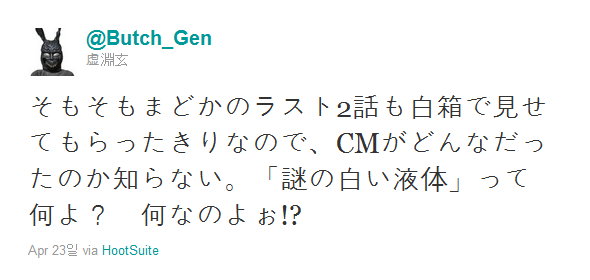 @Butch_Gen
虚淵玄
そもそもまどかのラスト2話も白箱で見せ
てもらったきりなので、CMがどんなだっ
たのか知らない。「謎の白い液体」って
何よ？　何なのよぉ!?
Apr 23일 via HootSuite